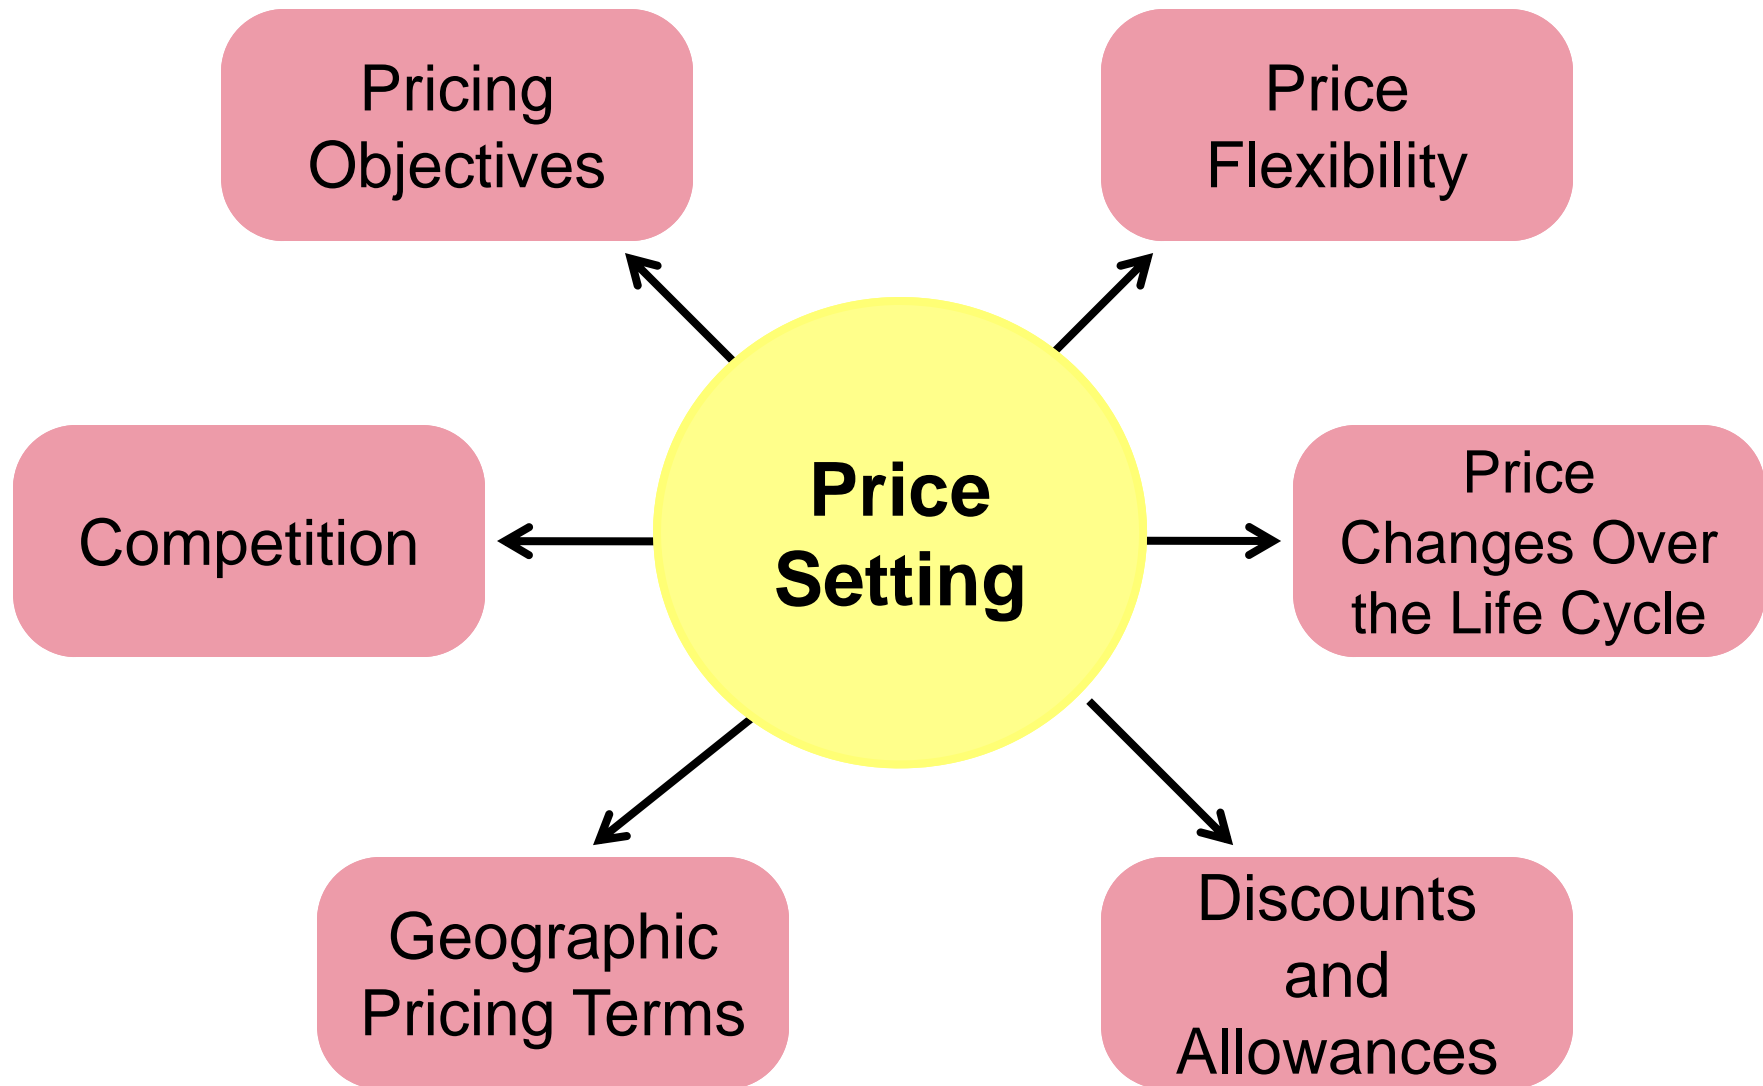 Pricing
Objectives
Price
Flexibility
Competition
Price
Setting
Price
Changes Over
the Life Cycle
Geographic
Pricing Terms
Discounts
and
Allowances